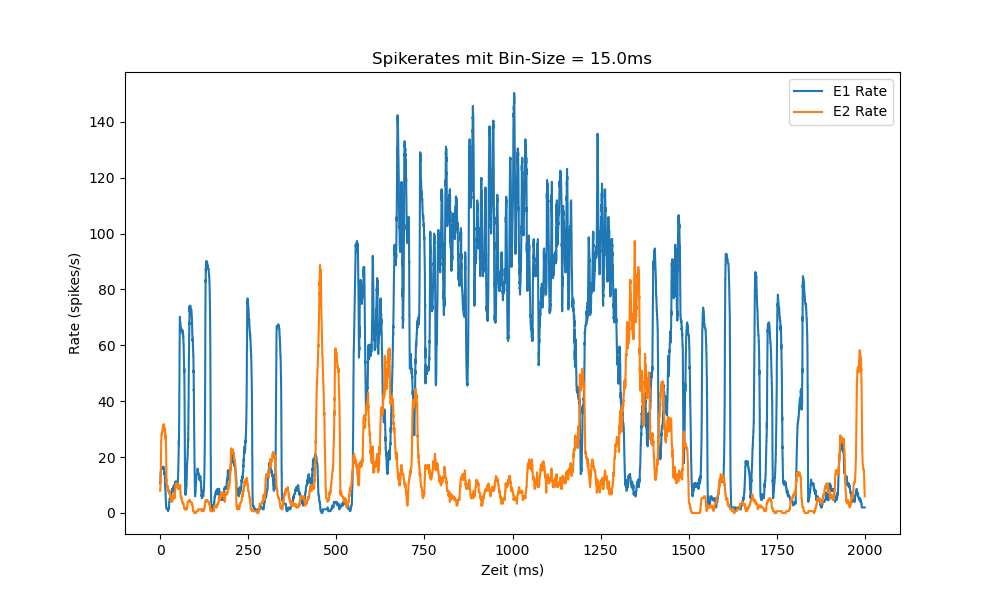 Spikerates mit Bin-Size = 15.0ms
E1 Rate
E2 Rate
Rate (spikes/s)
140
120
100
80
60
40
20
0
0 250 500 750 1000 1250 1500 1750 2000
Zeit (ms)